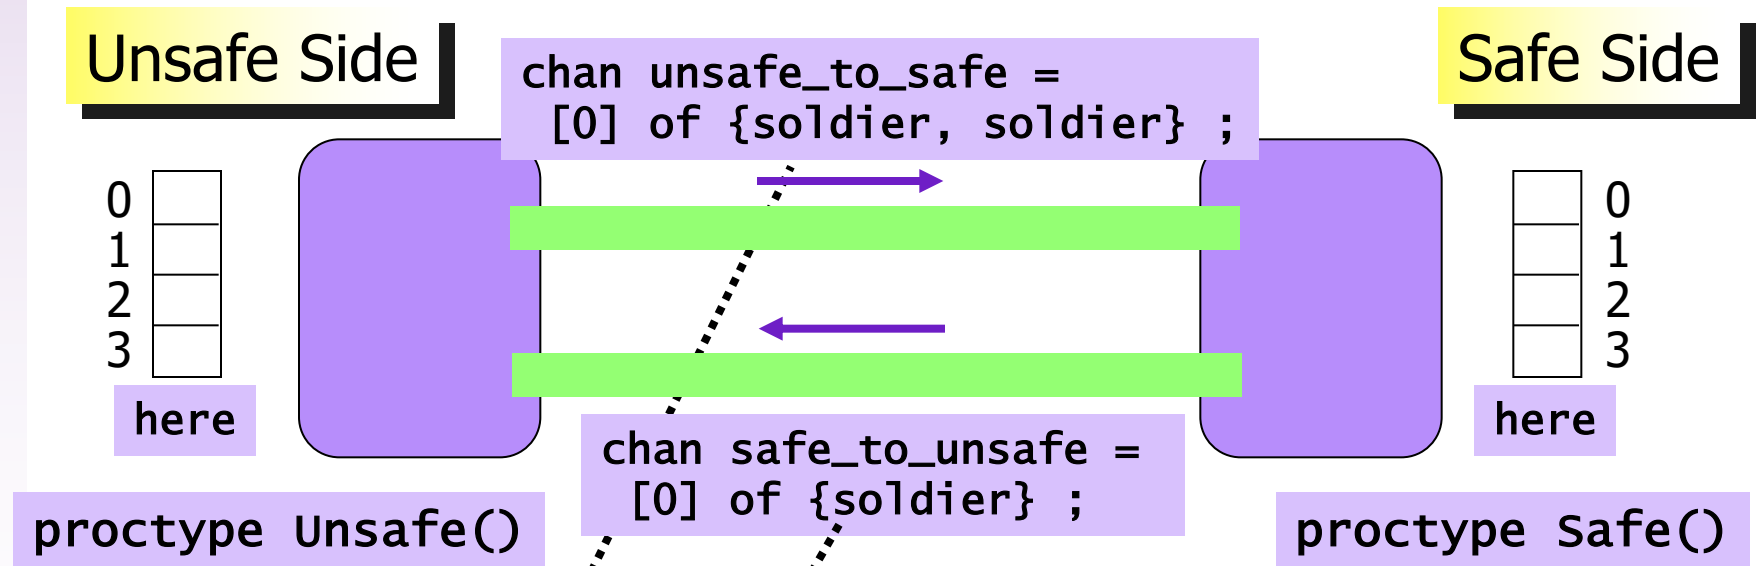 Unsafe Side
Safe Side
chan unsafe_to_safe =
[0] of {soldier, soldier} ;
0
1
2
3
here
0
1
2
3
here
chan safe_to_unsafe =
[0] of {soldier} ;
proctype Unsafe()
proctype Safe()